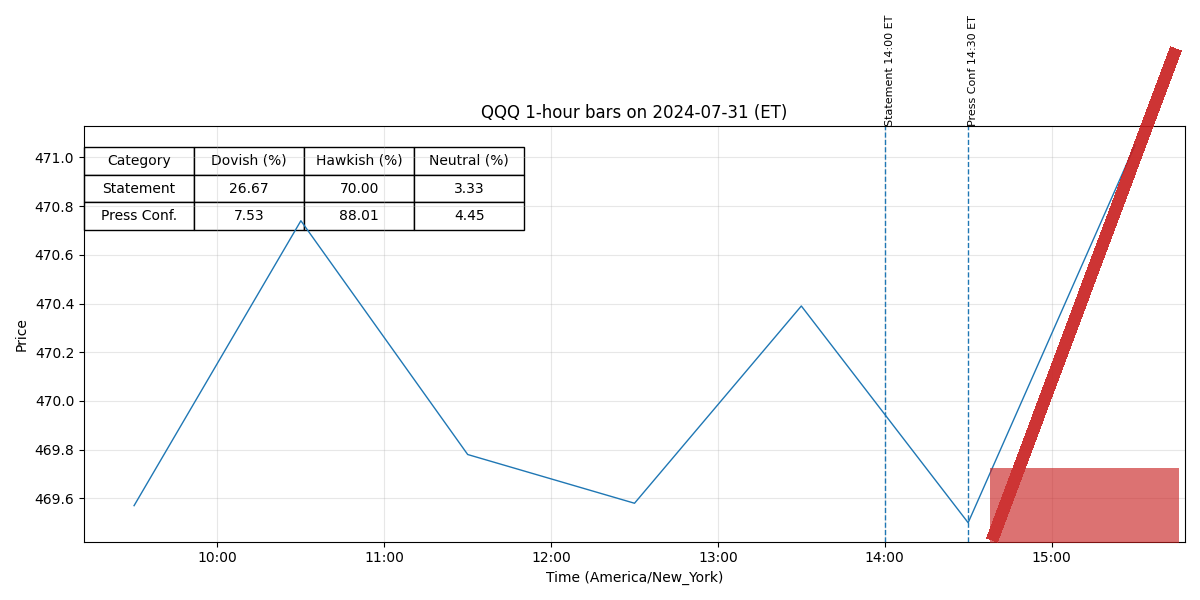 Statement 14:00 ET
Press Conf 14:30 ET
QQQ 1-hour bars on 2024-07-31 (ET)
Category Dovish (%) Hawkish (%) Neutral (%)
Statement 26.67 70.00 3.33
Press Conf. 7.53 88.01 4.45
471.0
470.8
470.6
470.4
470.2
470.0
469.8
469.6
Price
10:00 11:00 12:00 13:00 14:00 15:00
Time (America/New_York)